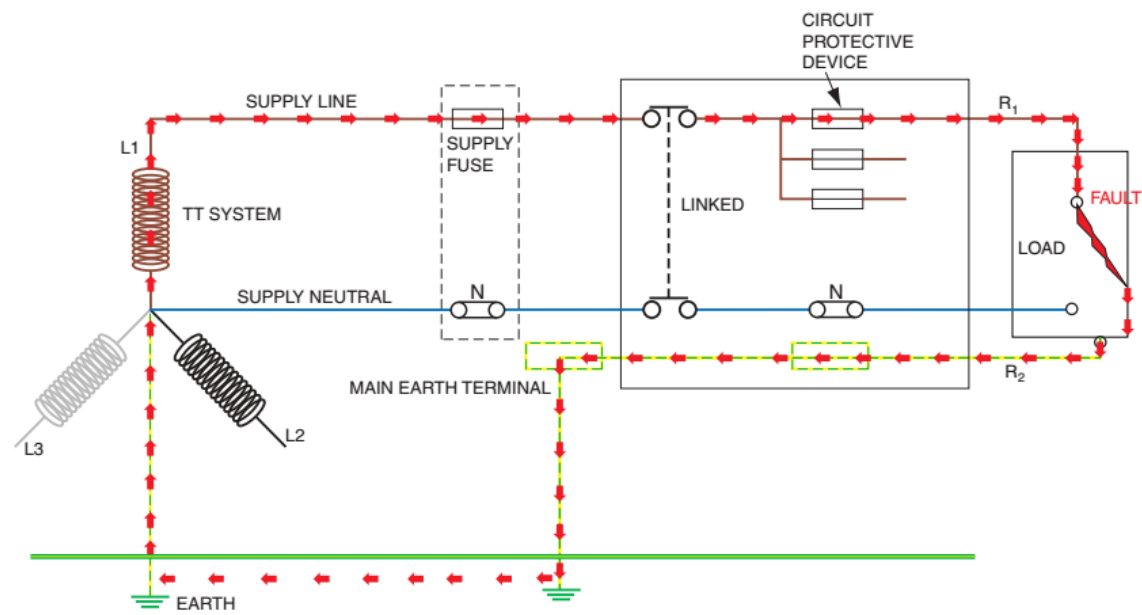 CIRCUIT
PROTECTIVE
DEVICE
SUPPLY LINE
R₁
L1
SUPPLY
FUSE
FAULT
TT SYSTEM
LINKED
LOAD
SUPPLY NEUTRAL
N
N
MAIN EARTH TERMINAL
R₂
L3
L2
EARTH